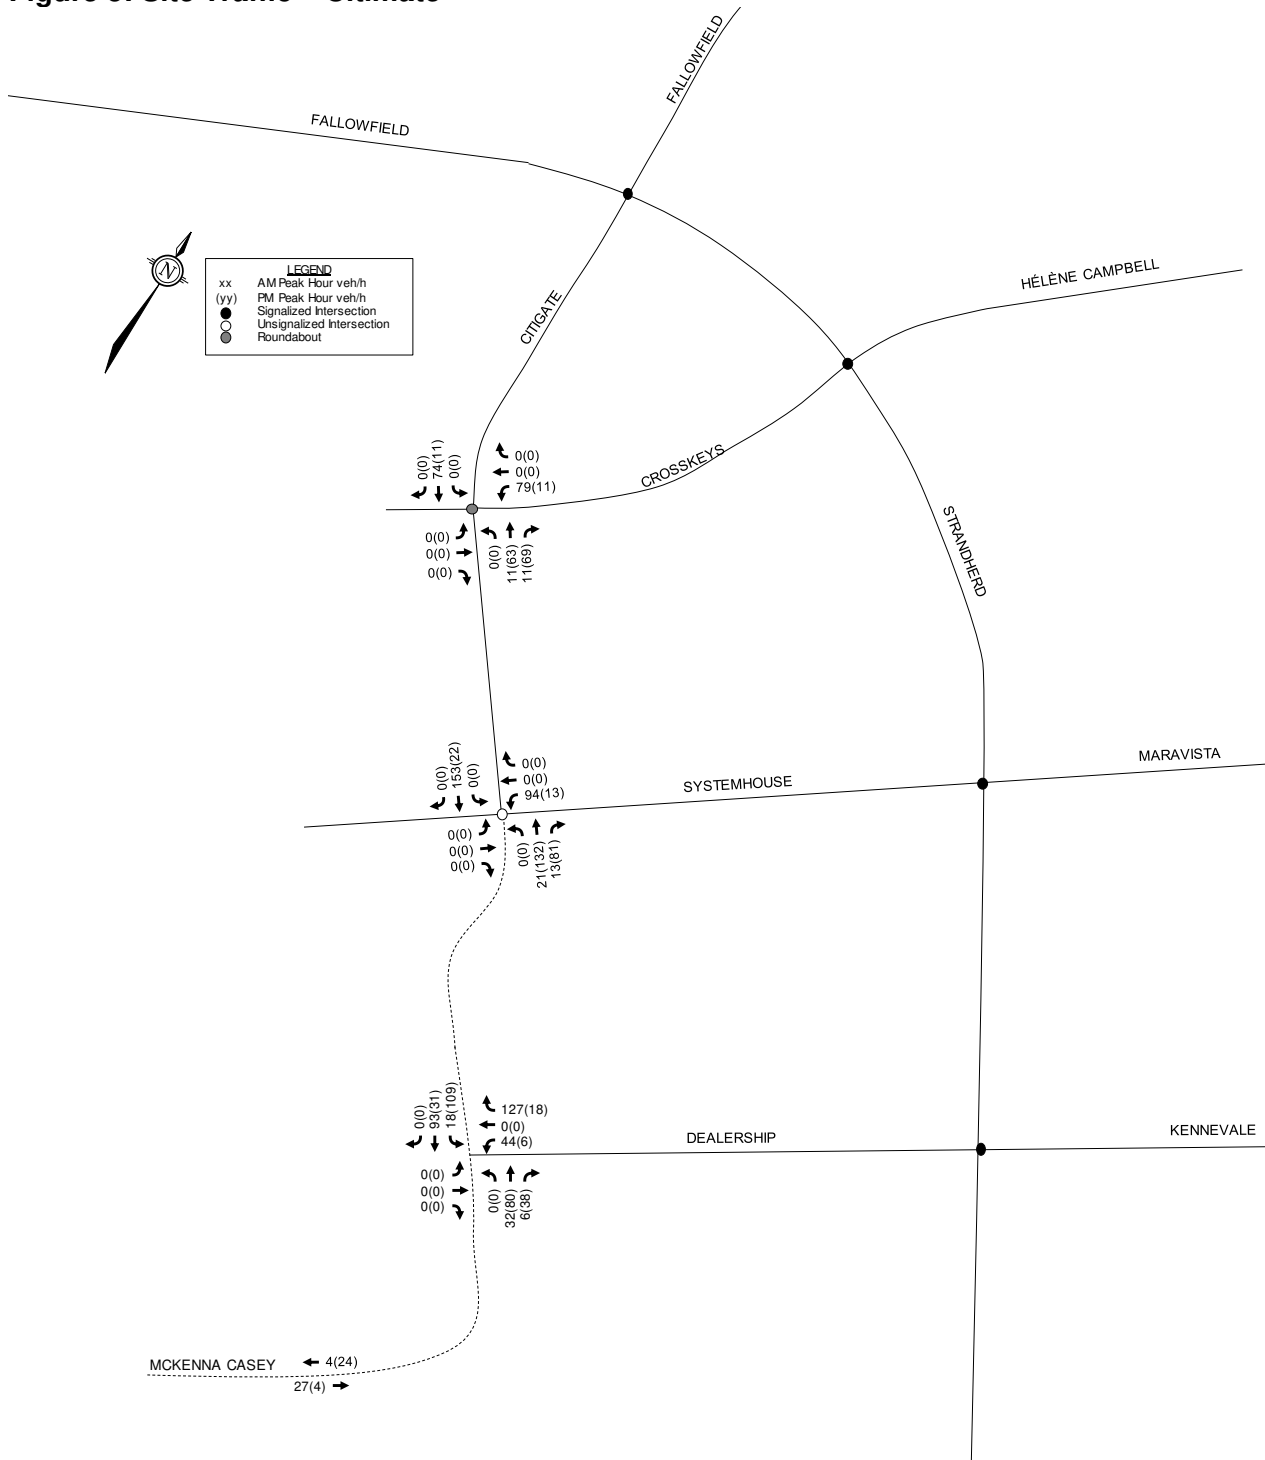 FALLOWFIELD
FALLOWFIELD
N
LEGEND
xx AM Peak Hour veh/h
(yy) PM Peak Hour veh/h
Signalized Intersection
Unsignalized Intersection
Roundabout
HÉLÈNE CAMPBELL
CITIGATE
CROSSKEYS
STRANDHERD
0(0)
74(11)
0(0)
0(0)
0(0)
79(11)
0(0)
0(0)
0(0)
0(0)
11(63)
11(69)
MARAVISTA
SYSTEMHOUSE
0(0)
153(22)
0(0)
0(0)
0(0)
94(13)
0(0)
0(0)
0(0)
0(0)
21(132)
13(81)
0(0)
93(31)
18(109)
127(18)
0(0)
44(6)
KENNEVALE
DEALERSHIP
0(0)
0(0)
0(0)
0(0)
32(80)
6(38)
MCKENNA CASEY
4(24)
27(4)